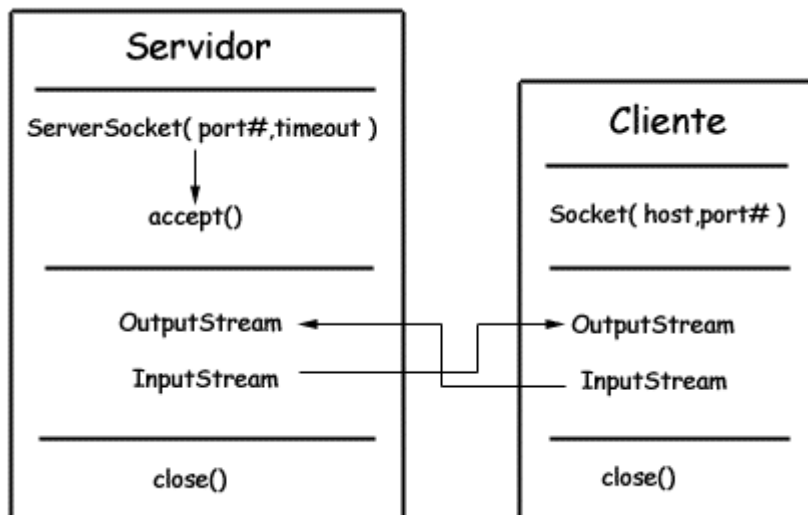 Servidor
ServerSocket( port#,timeout )
accept()
OutputStream
InputStream
close()
Cliente
Socket( host,port# )
OutputStream
InputStream
close()